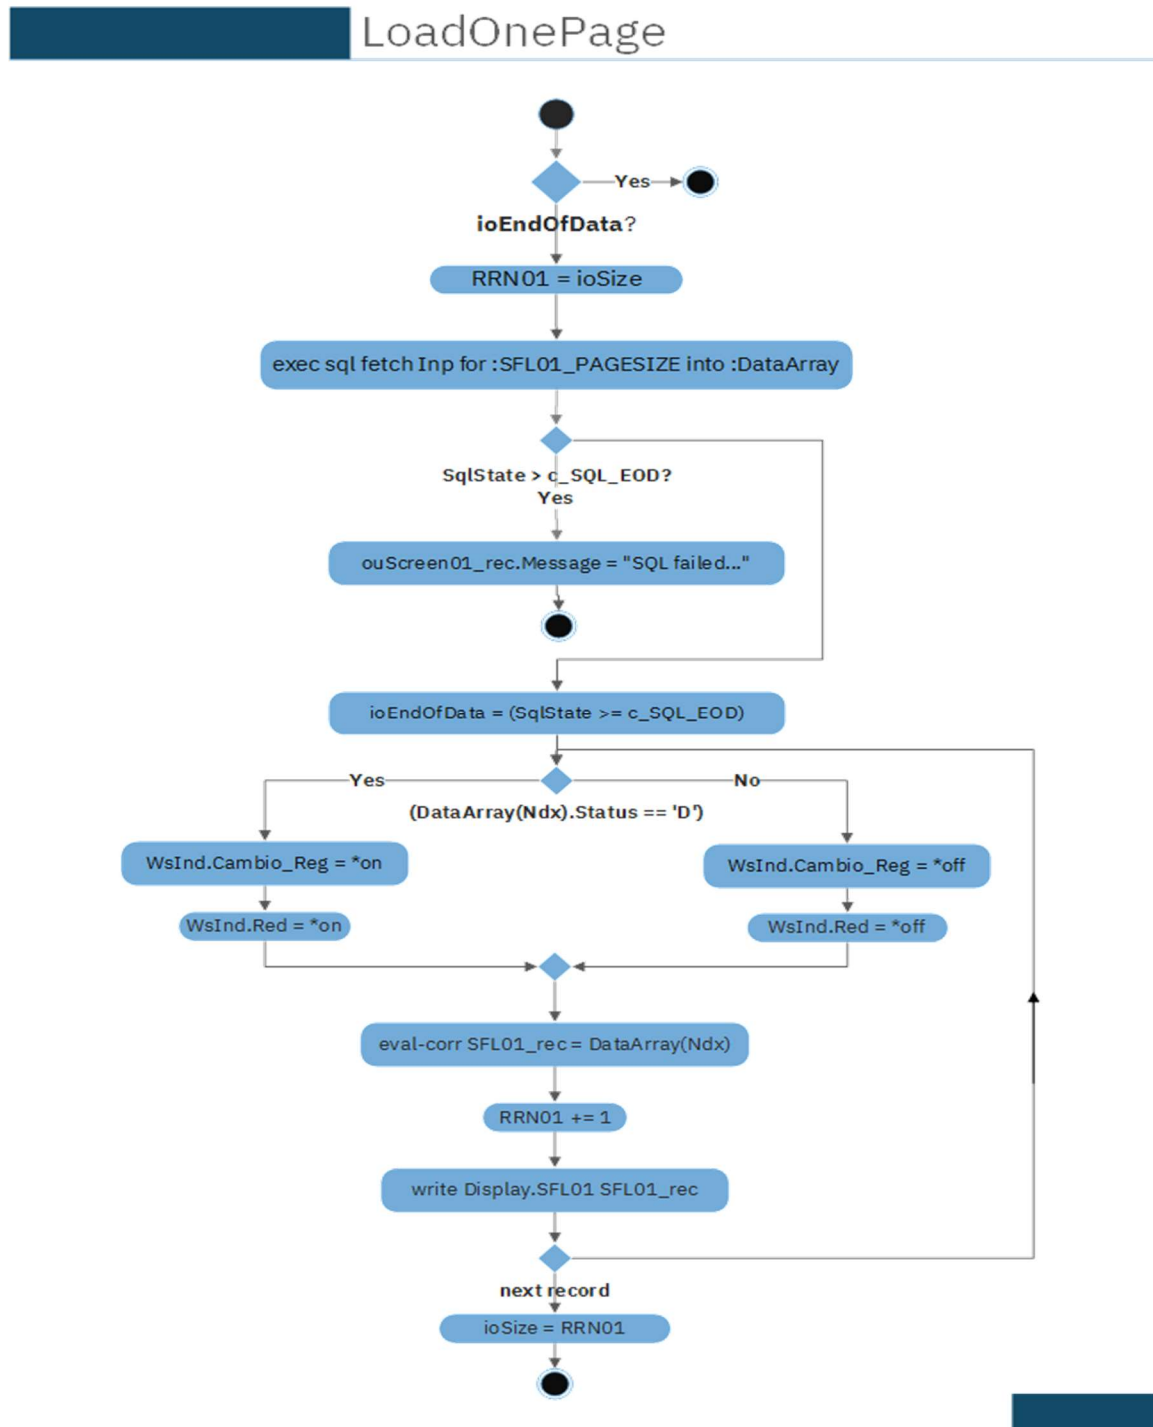 LoadOnePage
Yes
ioEndOfData?
RRN01 = ioSize
exec sql fetch Inp for :SFL01_PAGESIZE into :DataArray
SqlState > c_SQL_EOD?
Yes
ouScreen01_rec.Message = "SQL failed..."
ioEndOfData = (SqlState >= c_SQL_EOD)
Yes
No
(DataArray(Ndx).Status == 'D')
WsInd.Cambio_Reg = *on
WsInd.Cambio_Reg = *off
WsInd.Red = *on
WsInd.Red = *off
eval-corr SFL01_rec = DataArray(Ndx)
RRN01 += 1
write Display.SFL01 SFL01_rec
next record
ioSize = RRN01